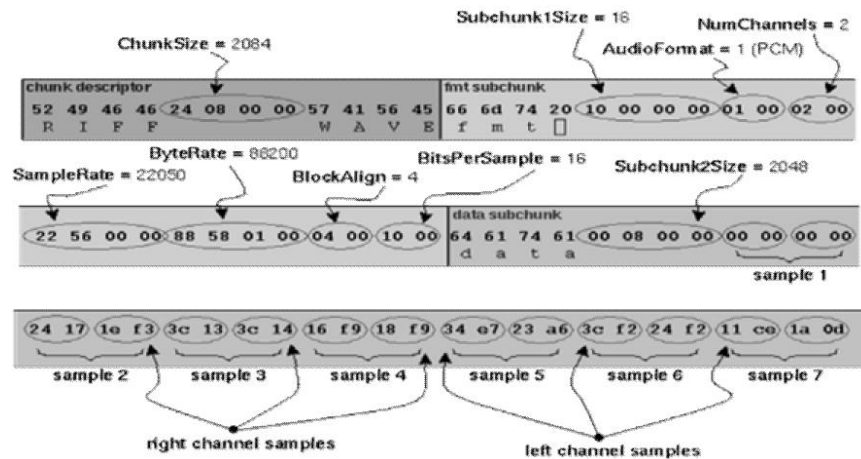 Subchunk1Size = 16
NumChannels = 2
ChunkSize = 2084
AudioFormat = 1 (PCM)
chunk descriptor
fmt subchunk
52 49 46 46 24 08 00 00 57 41 56 45 66 6d 74 20 10 00 00 00 01 00 02 00
R I F F W A V E f m t
ByteRate = 88200
SampleRate = 22050
BlockAlign = 4
BitsPerSample = 16
Subchunk2Size = 2048
data subchunk
22 56 00 00 88 58 01 00 04 00 10 00 64 61 74 61 00 08 00 00 00 00 00 00
d a t a
sample 1
24 17 1e f3 3c 13 3c 14 16 f9 18 f9 34 e7 23 a6 3c f2 24 f2 11 ce 1a 0d
sample 2 sample 3 sample 4 sample 5 sample 6 sample 7
right channel samples
left channel samples